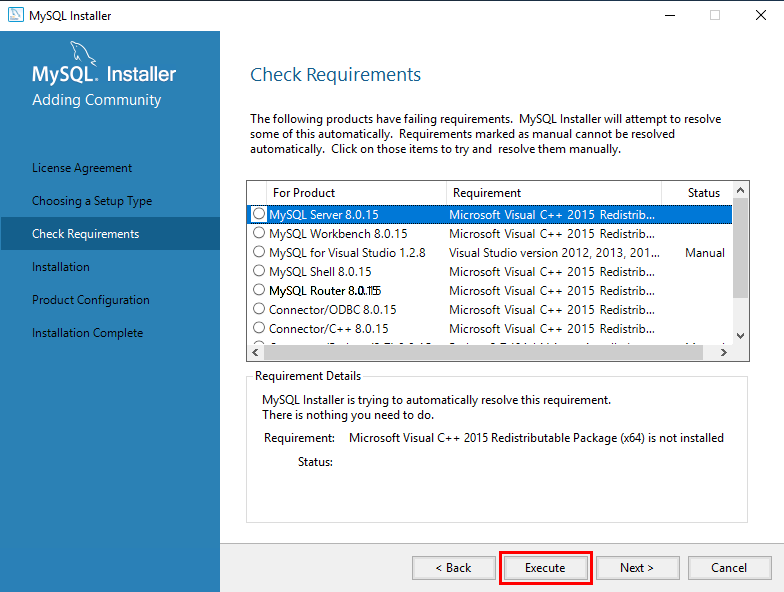 MySQL Installer
MySQL. Installer
Adding Community
License Agreement
Choosing a Setup Type
Check Requirements
Installation
Product Configuration
Installation Complete
Check Requirements
The following products have failing requirements. MySQL Installer will attempt to resolve
some of this automatically. Requirements marked as manual cannot be resolved
automatically. Click on those items to try and resolve them manually.
For Product Requirement Status
MySQL Server 8.0.15 Microsoft Visual C++ 2015 Redistrib...
MySQL Workbench 8.0.15 Microsoft Visual C++ 2015 Redistrib...
MySQL for Visual Studio 1.2.8 Visual Studio version 2012, 2013, 201... Manual
MySQL Shell 8.0.15 Microsoft Visual C++ 2015 Redistrib...
MySQL Router 8.0.15 Microsoft Visual C++ 2015 Redistrib...
Connector/ODBC 8.0.15 Microsoft Visual C++ 2015 Redistrib...
Connector/C++ 8.0.15 Microsoft Visual C++ 2015 Redistrib...
Requirement Details
MySQL Installer is trying to automatically resolve this requirement.
There is nothing you need to do.
Requirement: Microsoft Visual C++ 2015 Redistributable Package (x64) is not installed
Status:
< Back Execute Next > Cancel